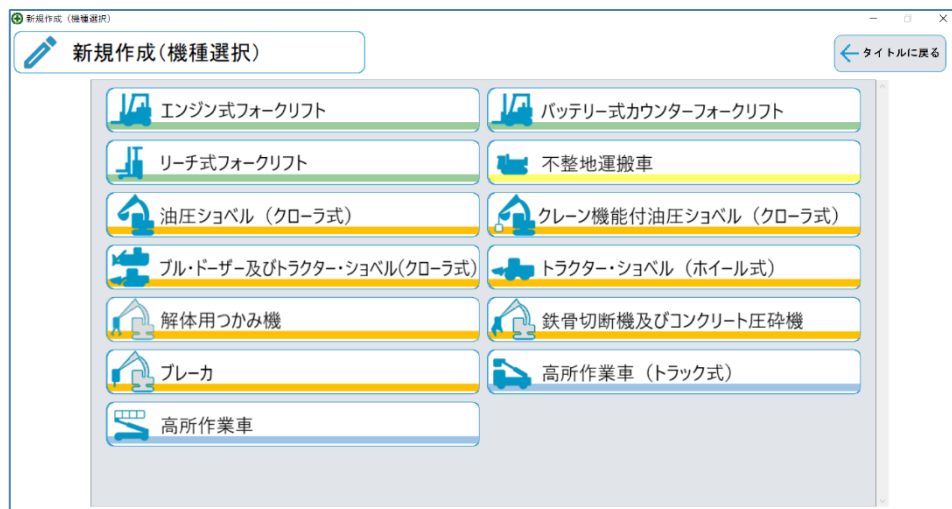 新規作成（機種選択）
新規作成(機種選択)
タイトルに戻る
エンジン式フォークリフト
バッテリー式カウンターフォークリフト
リーチ式フォークリフト
不整地運搬車
油圧ショベル（クローラ式）
クレーン機能付油圧ショベル（クローラ式）
ブル・ドーザー及びトラクター・ショベル(クローラ式)
トラクター・ショベル（ホイール式）
解体用つかみ機
鉄骨切断機及びコンクリート圧砕機
ブレーカ
高所作業車（トラック式）
高所作業車